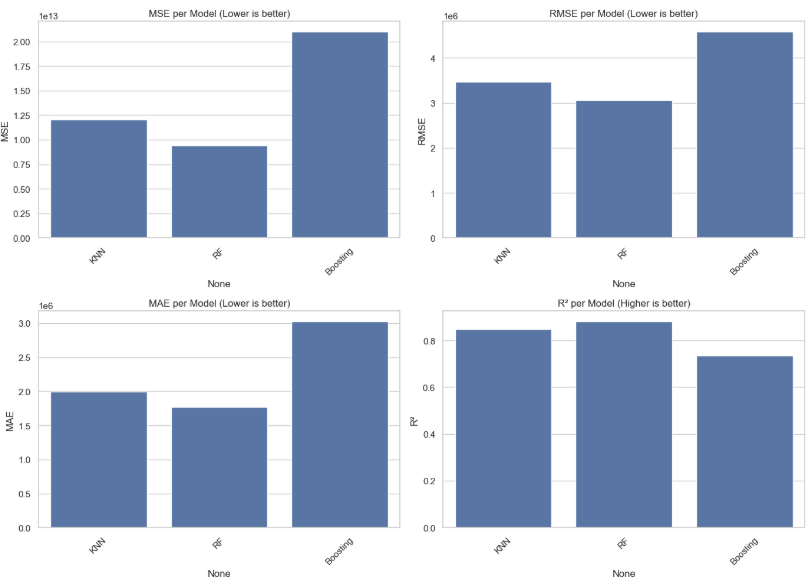 MSE per Model (Lower is better)
1e13
2.00
1.75
1.50
1.25
1.00
0.75
0.50
0.25
0.00
MSE
KNN
RF
Boosting
None
RMSE per Model (Lower is better)
1e6
4
3
2
1
0
RMSE
KNN
RF
Boosting
None
MAE per Model (Lower is better)
1e6
3.0
2.5
2.0
1.5
1.0
0.5
0.0
MAE
KNN
RF
Boosting
None
R² per Model (Higher is better)
0.8
0.6
0.4
0.2
0.0
R²
KNN
RF
Boosting
None